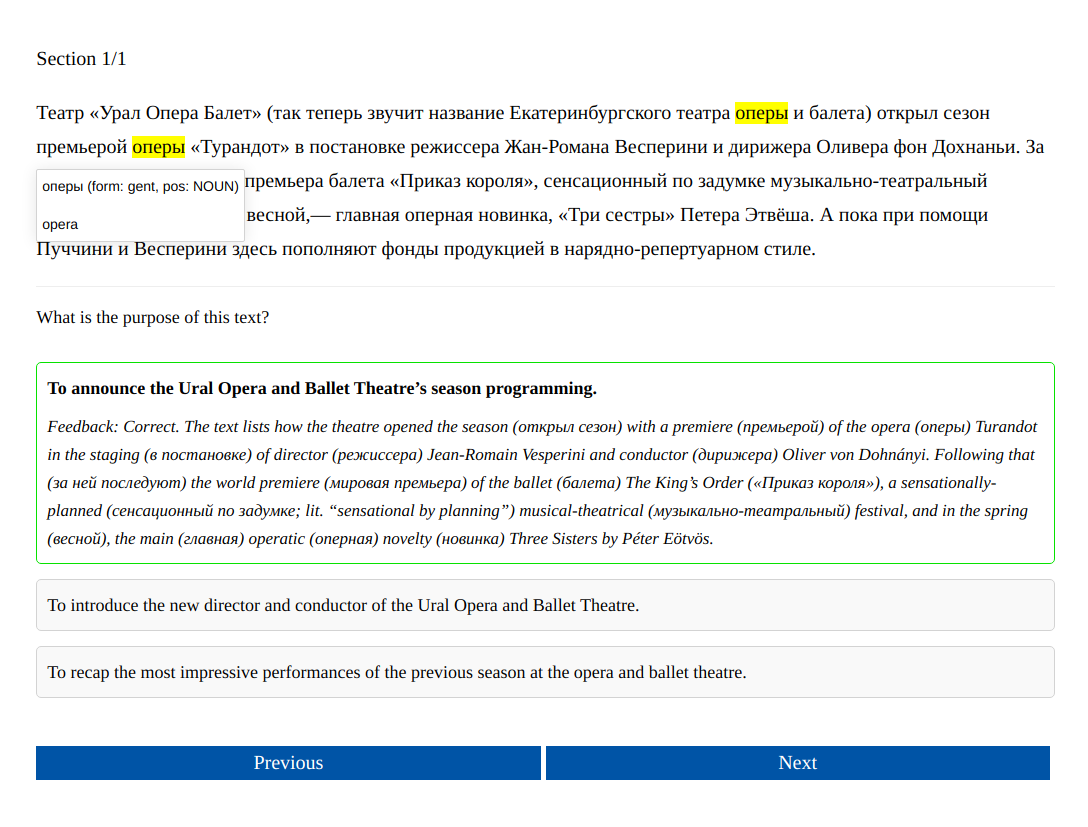 Section 1/1
Театр «Урал Опера Балет» (так теперь звучит название Екатеринбургского театра оперы и балета) открыл сезон
премьерой оперы «Турандот» в постановке режиссера Жан-Романа Весперини и дирижера Оливера фон Дохнаньи. За
оперы (form: gent, pos: NOUN)
opera
премьера балета «Приказ короля», сенсационный по задумке музыкально-театральный
весной,— главная оперная новинка, «Три сестры» Петера Этвёша. А пока при помощи
Пуччини и Весперини здесь пополняют фонды продукцией в нарядно-репертуарном стиле.
What is the purpose of this text?
To announce the Ural Opera and Ballet Theatre’s season programming.
Feedback: Correct. The text lists how the theatre opened the season (открыл сезон) with a premiere (премьерой) of the opera (оперы) Turandot
in the staging (в постановке) of director (режиссера) Jean-Romain Vesperini and conductor (дирижера) Oliver von Dohnányi. Following that
(за ней последуют) the world premiere (мировая премьера) of the ballet (балета) The King’s Order («Приказ короля»), a sensationally-
planned (сенсационный по задумке; lit. “sensational by planning”) musical-theatrical (музыкально-театральный) festival, and in the spring
(весной), the main (главная) operatic (оперная) novelty (новинка) Three Sisters by Péter Eötvös.
To introduce the new director and conductor of the Ural Opera and Ballet Theatre.
To recap the most impressive performances of the previous season at the opera and ballet theatre.
Previous
Next